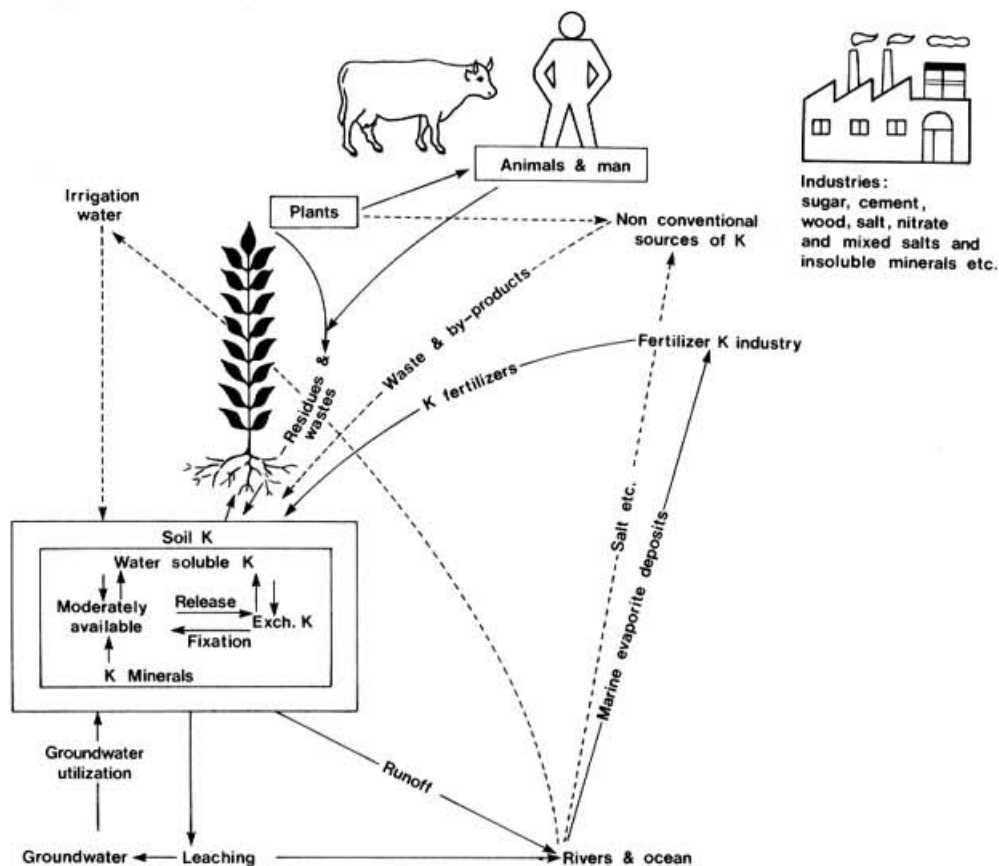 Animals & man
Industries:
sugar, cement,
wood, salt, nitrate
and mixed salts and
insoluble minerals etc.
Irrigation
water
Plants
Non conventional
sources of K
Waste & by-products
Fertilizer K industry
K fertilizers
Residues &
wastes
Salt etc.
Marine evaporite deposits
Soil K
Water soluble K
Moderately
available
Release
Exch. K
Fixation
K Minerals
Groundwater
utilization
Runoff
Groundwater
Leaching
Rivers & ocean